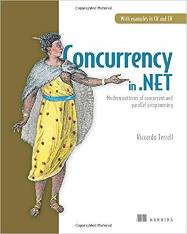 With examples in C# and F#
Concurrency
in .NET
Modern patterns of concurrent and
parallel programming
Riccardo Terrell
MANNING